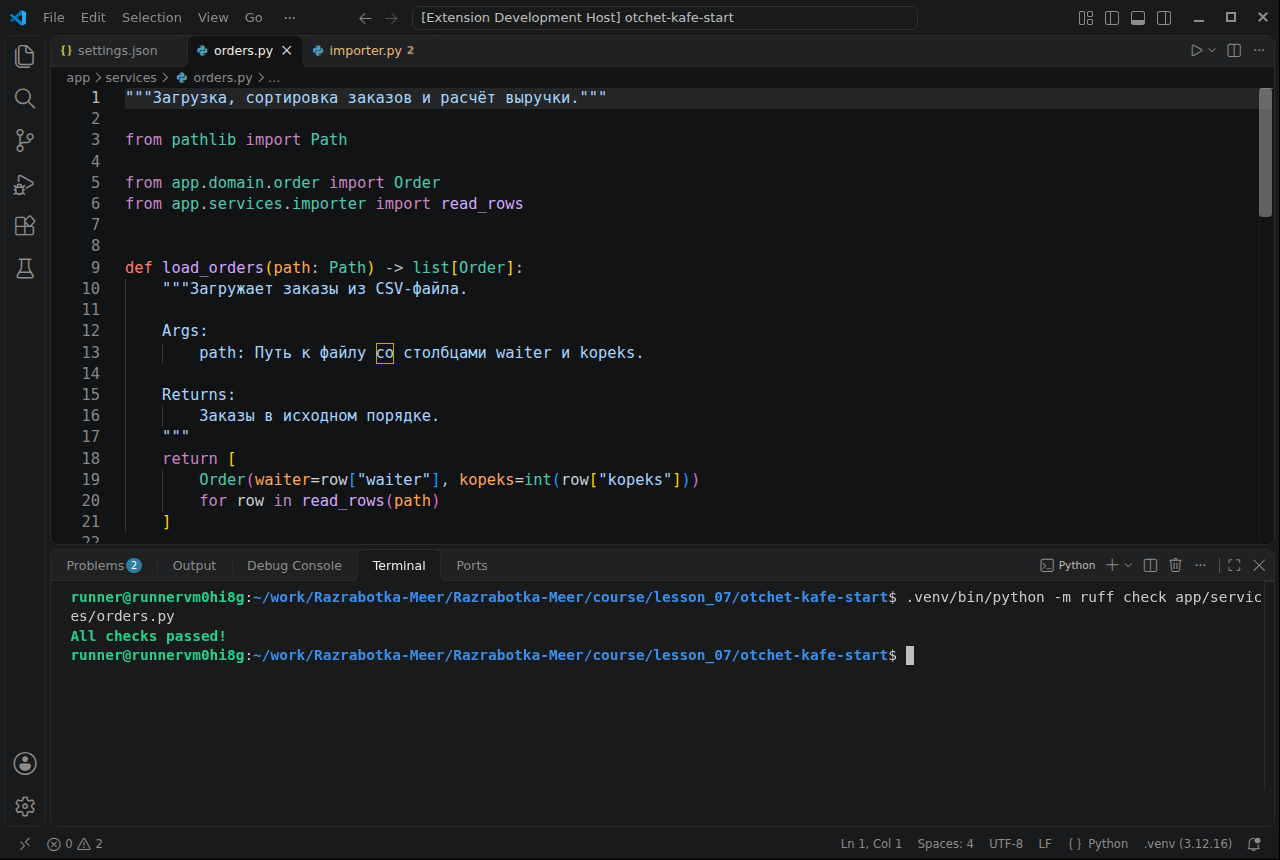 File Edit Selection View Go ···
[Extension Development Host] otchet-kafe-start
{} settings.json
orders.py
importer.py 2
app > services > orders.py > ...
1 """Загрузка, сортировка заказов и расчёт выручки."""
2
3 from pathlib import Path
4
5 from app.domain.order import Order
6 from app.services.importer import read_rows
7
8
9 def load_orders(path: Path) -> list[Order]:
10 """Загружает заказы из CSV-файла.
11
12 Args:
13 path: Путь к файлу со столбцами waiter и kopeks.
14
15 Returns:
16 Заказы в исходном порядке.
17 """
18 return [
19 Order(waiter=row["waiter"], kopeks=int(row["kopeks"]))
20 for row in read_rows(path)
21 ]
22
Problems 2 Output Debug Console Terminal Ports
Python
runner@runnervm0hi8g:~/work/Razrabotka-Meer/Razrabotka-Meer/course/lesson_07/otchet-kafe-start$ .venv/bin/python -m ruff check app/servic
es/orders.py
All checks passed!
runner@runnervm0hi8g:~/work/Razrabotka-Meer/Razrabotka-Meer/course/lesson_07/otchet-kafe-start$
0 2
Ln 1, Col 1 Spaces: 4 UTF-8 LF {} Python .venv (3.12.16)